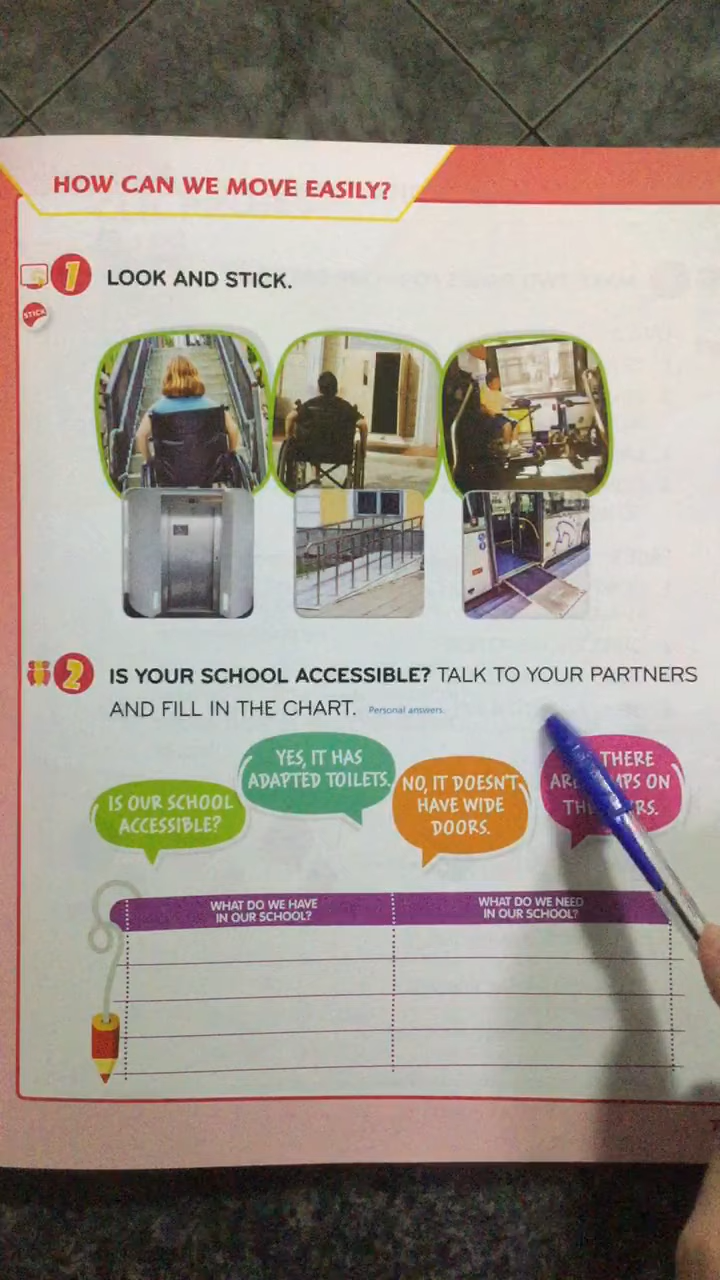 HOW CAN WE MOVE EASILY?
1 LOOK AND STICK.
STICK
2 IS YOUR SCHOOL ACCESSIBLE? TALK TO YOUR PARTNERS
AND FILL IN THE CHART. Personal answers.
IS OUR SCHOOL
ACCESSIBLE?
YES, IT HAS
ADAPTED TOILETS.
NO, IT DOESN'T
HAVE WIDE
DOORS.
THERE
ON
WHAT DO WE HAVE
IN OUR SCHOOL?
WHAT DO WE NEED
IN OUR SCHOOL?